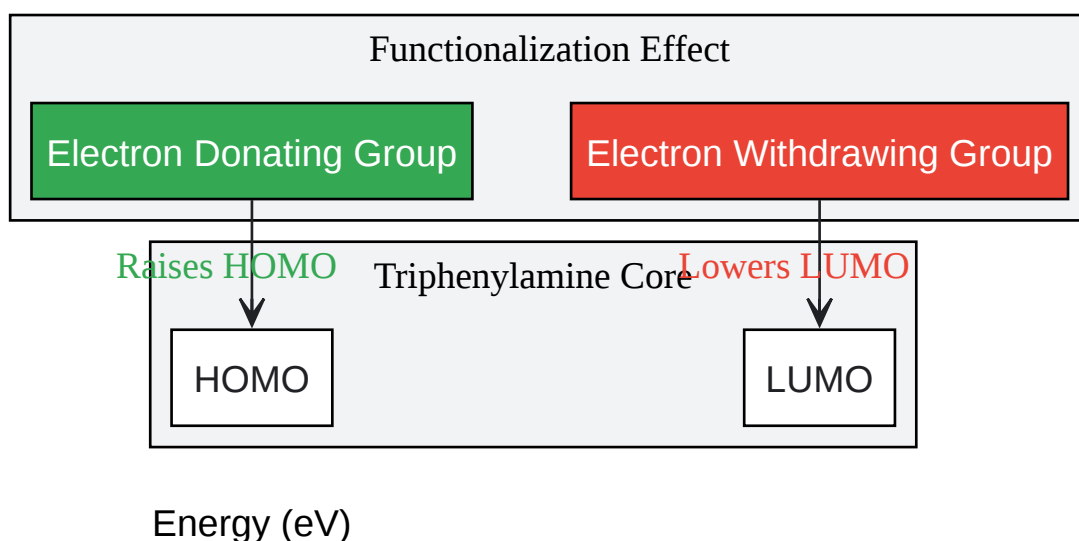 Functionalization Effect
Electron Donating Group
Electron Withdrawing Group
Raises HOMO
Triphenylamine Core
Lowers LUMO
HOMO
LUMO
Energy (eV)